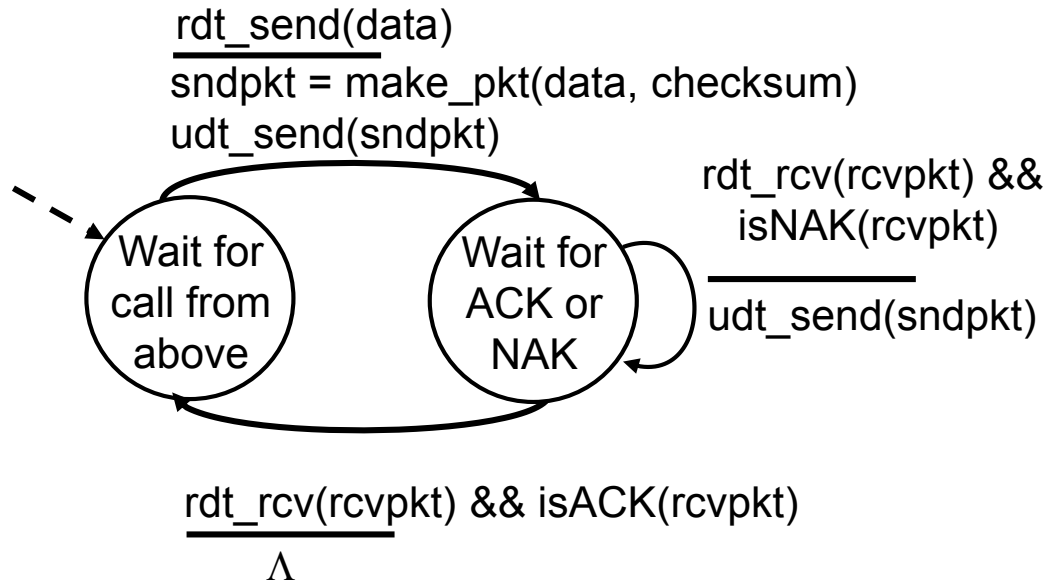 rdt_send(data)
sndpkt = make_pkt(data, checksum)
udt_send(sndpkt)
rdt_rcv(rcvpkt) &&
isNAK(rcvpkt)
udt_send(sndpkt)
Wait for
call from
above
Wait for
ACK or
NAK
rdt_rcv(rcvpkt) && isACK(rcvpkt)
Λ